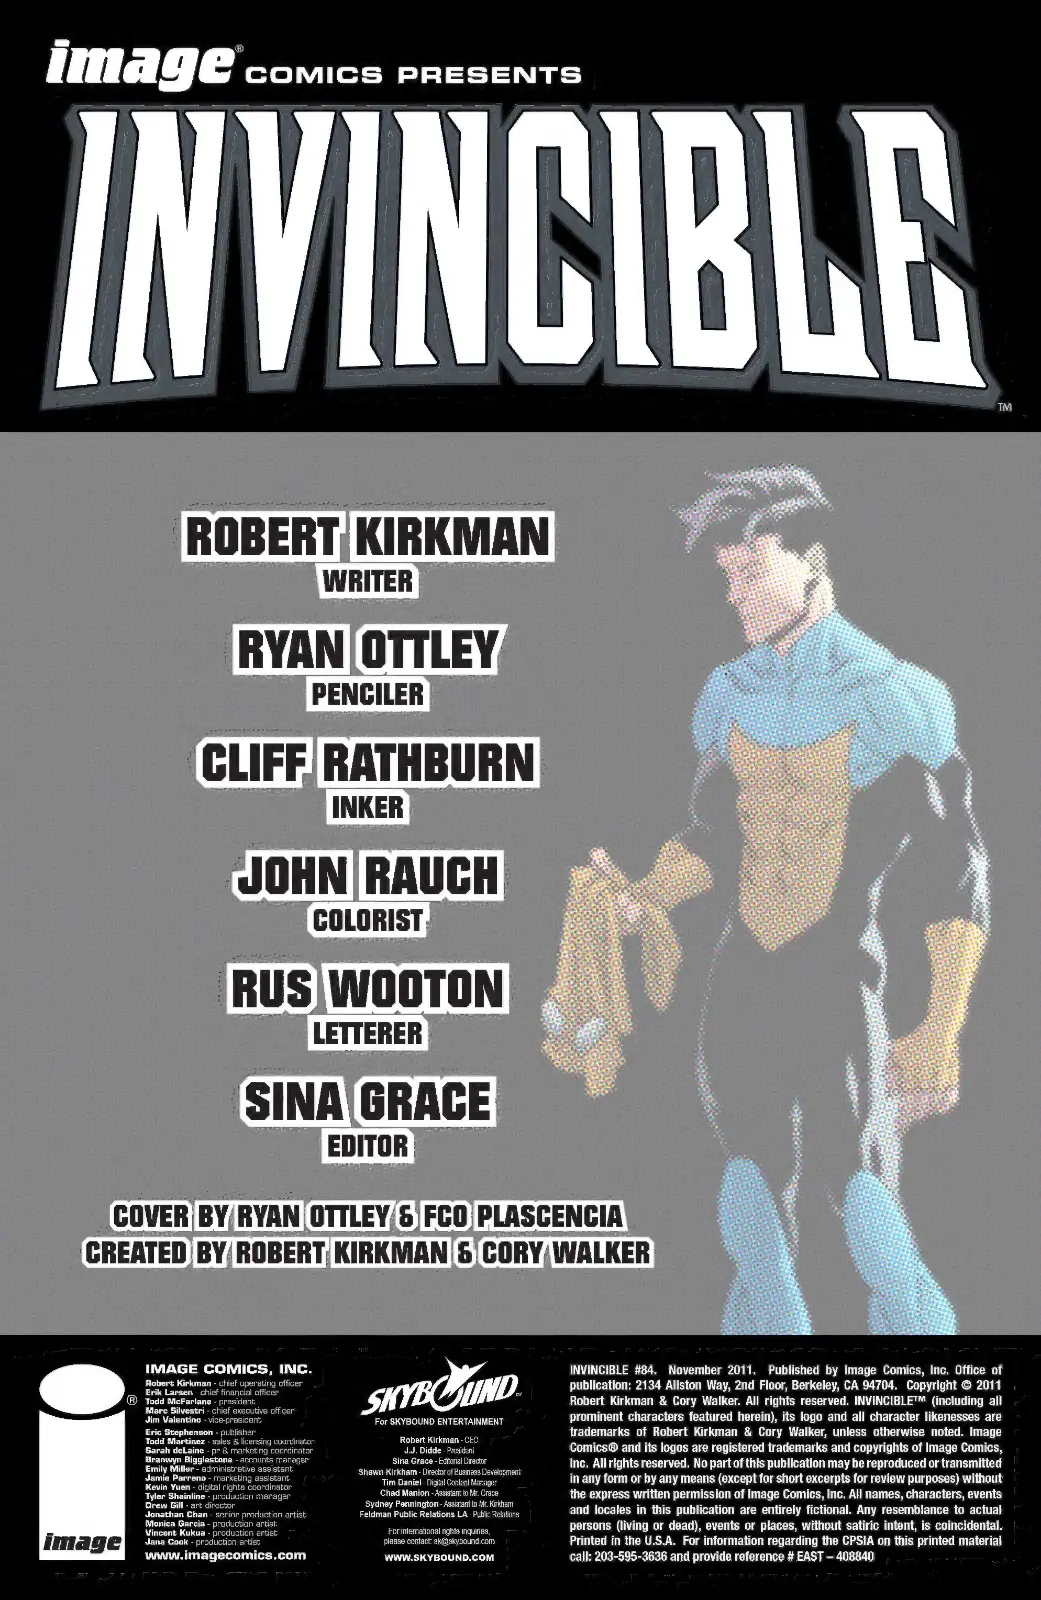 image® COMICS PRESENTS
INVINCIBLE
™
ROBERT KIRKMAN
WRITER
RYAN OTTLEY
PENCILER
CLIFF RATHBURN
INKER
JOHN RAUCH
COLORIST
RUS WOOTON
LETTERER
SINA GRACE
EDITOR
COVER BY RYAN OTTLEY & FCO PLASCENCIA
CREATED BY ROBERT KIRKMAN & CORY WALKER
®
image
IMAGE COMICS, INC.
Robert Kirkman - chief operating officer
Erik Larsen - chief financial officer
Todd McFarlane - president
Marc Silvestri - chief executive officer
Jim Valentino - vice-president
Eric Stephenson - publisher
Todd Martinez - sales & licensing coordinator
Sarah deLaine - pr & marketing coordinator
Branwyn Bigglestone - accounts manager
Emily Miller - administrative assistant
Jamie Parreno - marketing assistant
Kevin Yuen - digital rights coordinator
Tyler Shainline - production manager
Drew Gill - art director
Jonathan Chan - senior production artist
Monica Garcia - production artist
Vincent Kukua - production artist
Jana Cook - production artist
www.imagecomics.com
SKYBOUND™
For SKYBOUND ENTERTAINMENT
Robert Kirkman - CEO
J.J. Didde - President
Sina Grace - Editorial Director
Shawn Kirkham - Director of Business Development
Tim Daniel - Digital Content Manager
Chad Manion - Assistant to Mr. Grace
Sydney Pennington - Assistant to Mr. Kirkham
Feldman Public Relations LA - Public Relations
For international rights inquiries,
please contact: sk@skybound.com
WWW.SKYBOUND.COM
INVINCIBLE #84. November 2011. Published by Image Comics, Inc. Office of
publication: 2134 Allston Way, 2nd Floor, Berkeley, CA 94704. Copyright © 2011
Robert Kirkman & Cory Walker. All rights reserved. INVINCIBLE™ (including all
prominent characters featured herein), its logo and all character likenesses are
trademarks of Robert Kirkman & Cory Walker, unless otherwise noted. Image
Comics® and its logos are registered trademarks and copyrights of Image Comics,
Inc. All rights reserved. No part of this publication may be reproduced or transmitted
in any form or by any means (except for short excerpts for review purposes) without
the express written permission of Image Comics, Inc. All names, characters, events
and locales in this publication are entirely fictional. Any resemblance to actual
persons (living or dead), events or places, without satiric intent, is coincidental.
Printed in the U.S.A. For information regarding the CPSIA on this printed material
call: 203-595-3636 and provide reference # EAST – 408840